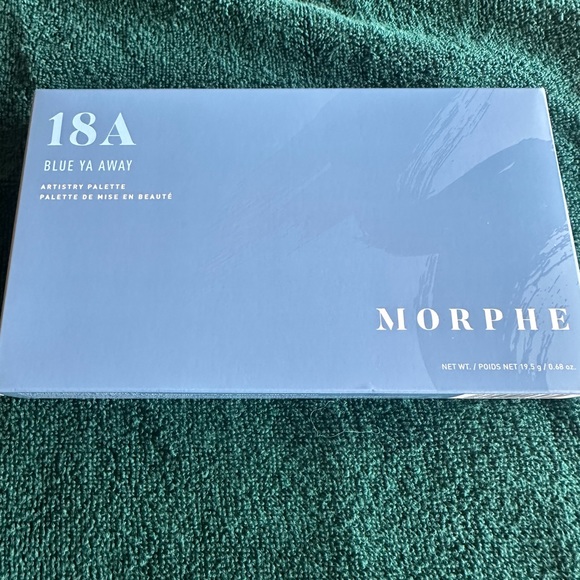 18A
BLUE YA AWAY
ARTISTRY PALETTE
PALETTE DE MISE EN BEAUTÉ
MORPHE
NET WT. / POIDS NET 19.5 g / 0.68 oz.